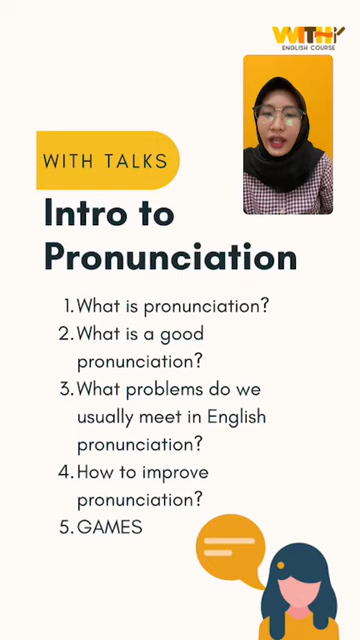 WITH
ENGLISH COURSE
WITH TALKS
Intro to
Pronunciation
1. What is pronunciation?
2. What is a good
pronunciation?
3. What problems do we
usually meet in English
pronunciation?
4. How to improve
pronunciation?
5. GAMES